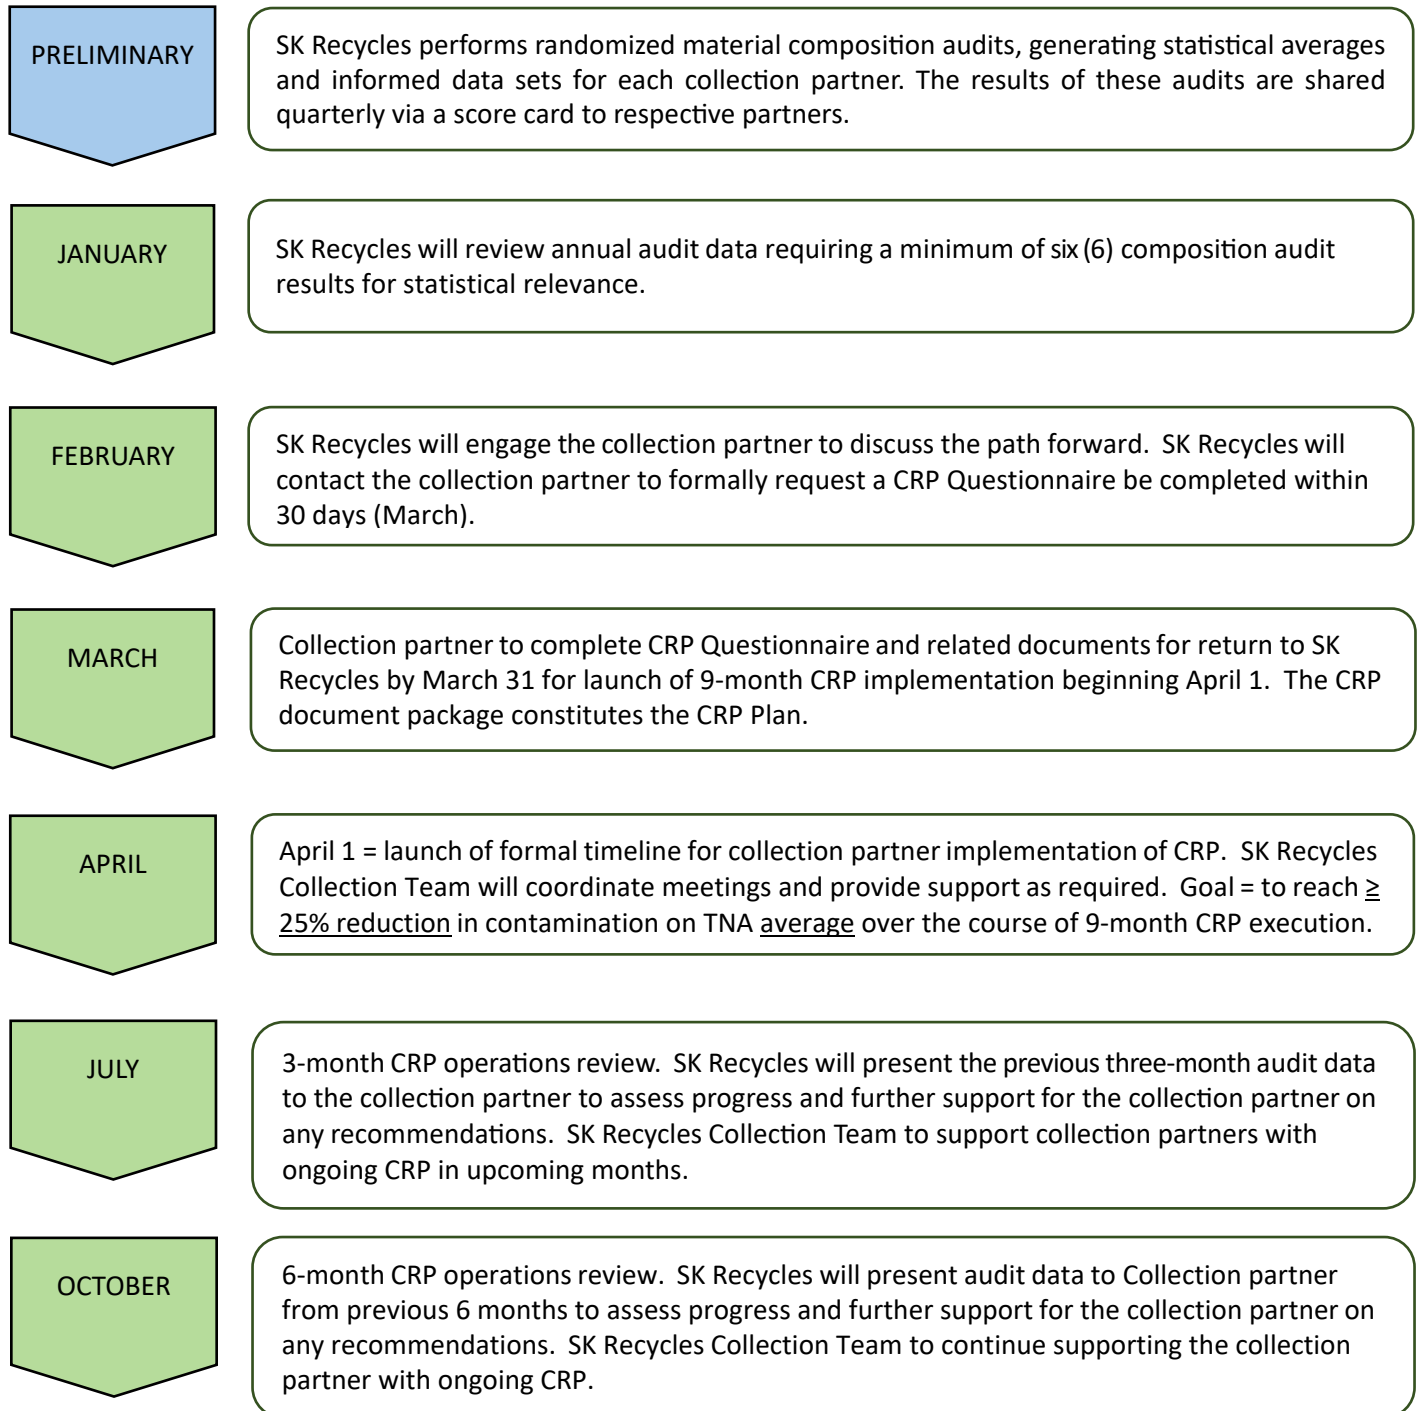 PRELIMINARY
SK Recycles performs randomized material composition audits, generating statistical averages
and informed data sets for each collection partner. The results of these audits are shared
quarterly via a score card to respective partners.
JANUARY
SK Recycles will review annual audit data requiring a minimum of six (6) composition audit
results for statistical relevance.
FEBRUARY
SK Recycles will engage the collection partner to discuss the path forward. SK Recycles will
contact the collection partner to formally request a CRP Questionnaire be completed within
30 days (March).
MARCH
Collection partner to complete CRP Questionnaire and related documents for return to SK
Recycles by March 31 for launch of 9-month CRP implementation beginning April 1. The CRP
document package constitutes the CRP Plan.
APRIL
April 1 = launch of formal timeline for collection partner implementation of CRP. SK Recycles
Collection Team will coordinate meetings and provide support as required. Goal = to reach ≥
25% reduction in contamination on TNA average over the course of 9-month CRP execution.
JULY
3-month CRP operations review. SK Recycles will present the previous three-month audit data
to the collection partner to assess progress and further support for the collection partner on
any recommendations. SK Recycles Collection Team to support collection partners with
ongoing CRP in upcoming months.
OCTOBER
6-month CRP operations review. SK Recycles will present audit data to Collection partner
from previous 6 months to assess progress and further support for the collection partner on
any recommendations. SK Recycles Collection Team to continue supporting the collection
partner with ongoing CRP.